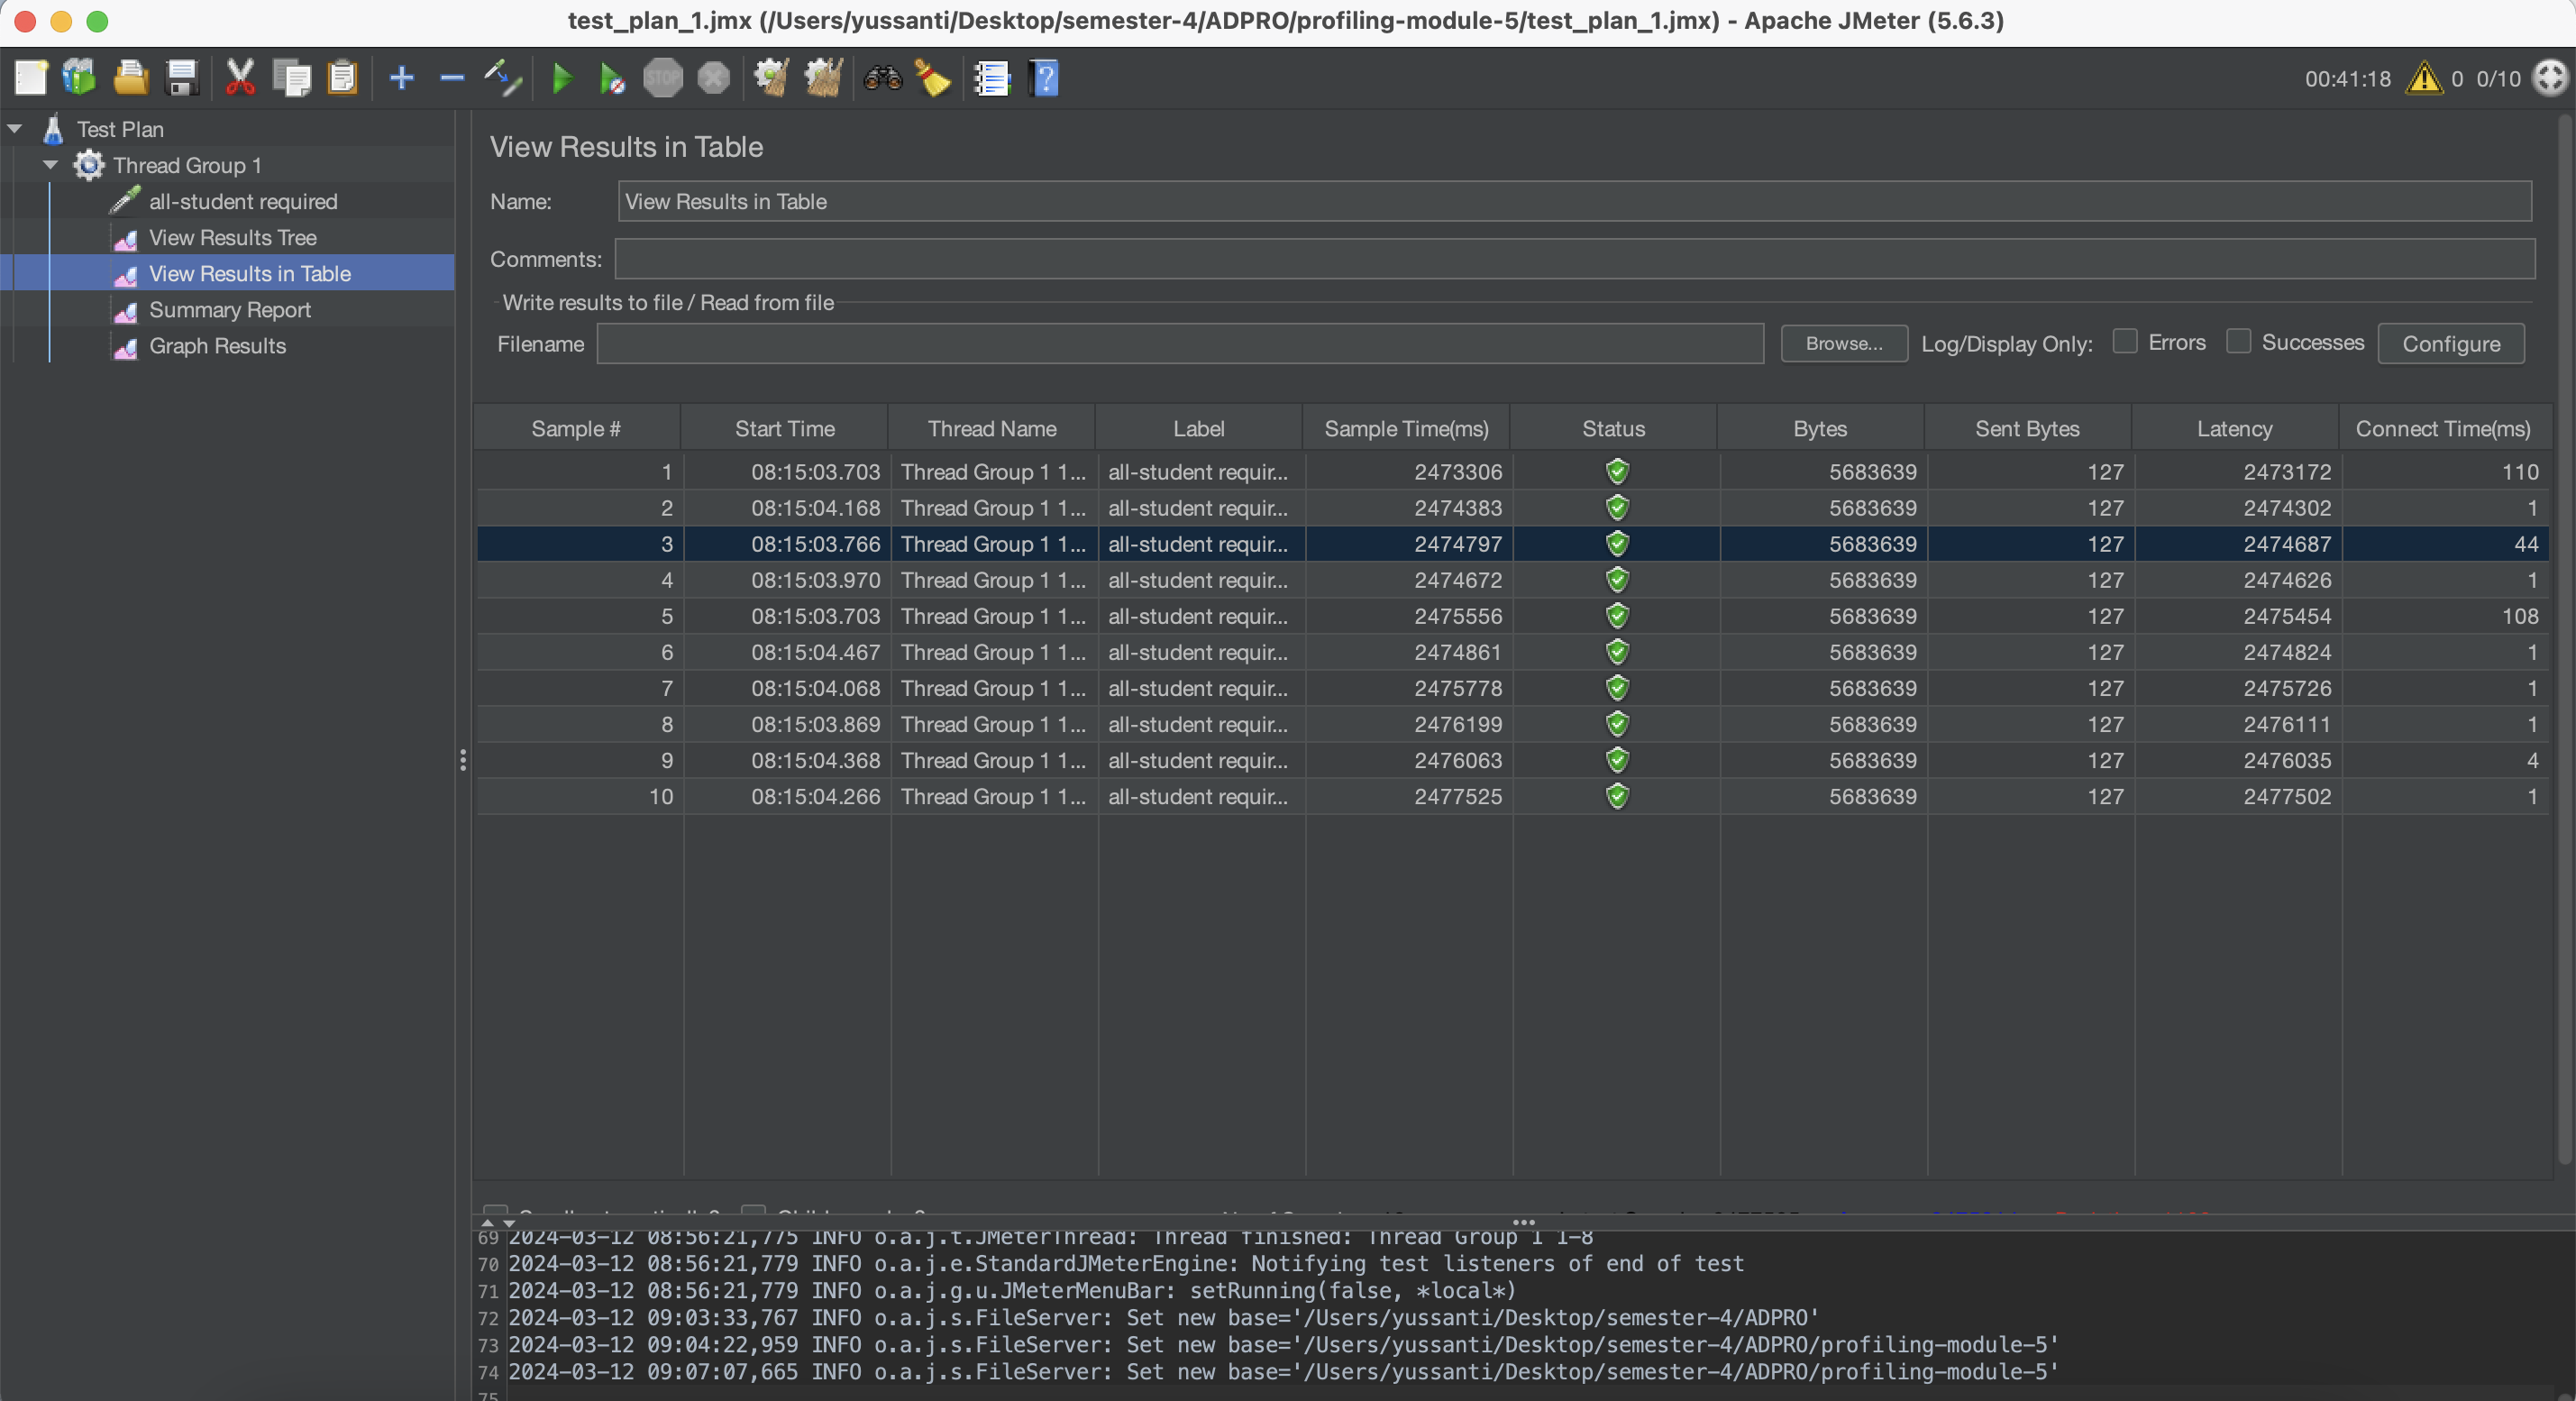 test_plan_1.jmx (/Users/yussanti/Desktop/semester-4/ADPRO/profiling-module-5/test_plan_1.jmx) - Apache JMeter (5.6.3)
STOP
00:41:18 0 0/10
Test Plan
Thread Group 1
all-student required
View Results Tree
View Results in Table
Summary Report
Graph Results
View Results in Table
Name: View Results in Table
Comments:
Write results to file / Read from file
Filename Browse... Log/Display Only: Errors Successes Configure
Sample # Start Time Thread Name Label Sample Time(ms) Status Bytes Sent Bytes Latency Connect Time(ms)
1 08:15:03.703 Thread Group 1 1... all-student requir... 2473306 5683639 127 2473172 110
2 08:15:04.168 Thread Group 1 1... all-student requir... 2474383 5683639 127 2474302 1
3 08:15:03.766 Thread Group 1 1... all-student requir... 2474797 5683639 127 2474687 44
4 08:15:03.970 Thread Group 1 1... all-student requir... 2474672 5683639 127 2474626 1
5 08:15:03.703 Thread Group 1 1... all-student requir... 2475556 5683639 127 2475454 108
6 08:15:04.467 Thread Group 1 1... all-student requir... 2474861 5683639 127 2474824 1
7 08:15:04.068 Thread Group 1 1... all-student requir... 2475778 5683639 127 2475726 1
8 08:15:03.869 Thread Group 1 1... all-student requir... 2476199 5683639 127 2476111 1
9 08:15:04.368 Thread Group 1 1... all-student requir... 2476063 5683639 127 2476035 4
10 08:15:04.266 Thread Group 1 1... all-student requir... 2477525 5683639 127 2477502 1
69 2024-03-12 08:56:21,775 INFO o.a.j.t.JMeterThread: Thread finished: Thread Group 1 1-8
70 2024-03-12 08:56:21,779 INFO o.a.j.e.StandardJMeterEngine: Notifying test listeners of end of test
71 2024-03-12 08:56:21,779 INFO o.a.j.g.u.JMeterMenuBar: setRunning(false, *local*)
72 2024-03-12 09:03:33,767 INFO o.a.j.s.FileServer: Set new base='/Users/yussanti/Desktop/semester-4/ADPRO'
73 2024-03-12 09:04:22,959 INFO o.a.j.s.FileServer: Set new base='/Users/yussanti/Desktop/semester-4/ADPRO/profiling-module-5'
74 2024-03-12 09:07:07,665 INFO o.a.j.s.FileServer: Set new base='/Users/yussanti/Desktop/semester-4/ADPRO/profiling-module-5'
75